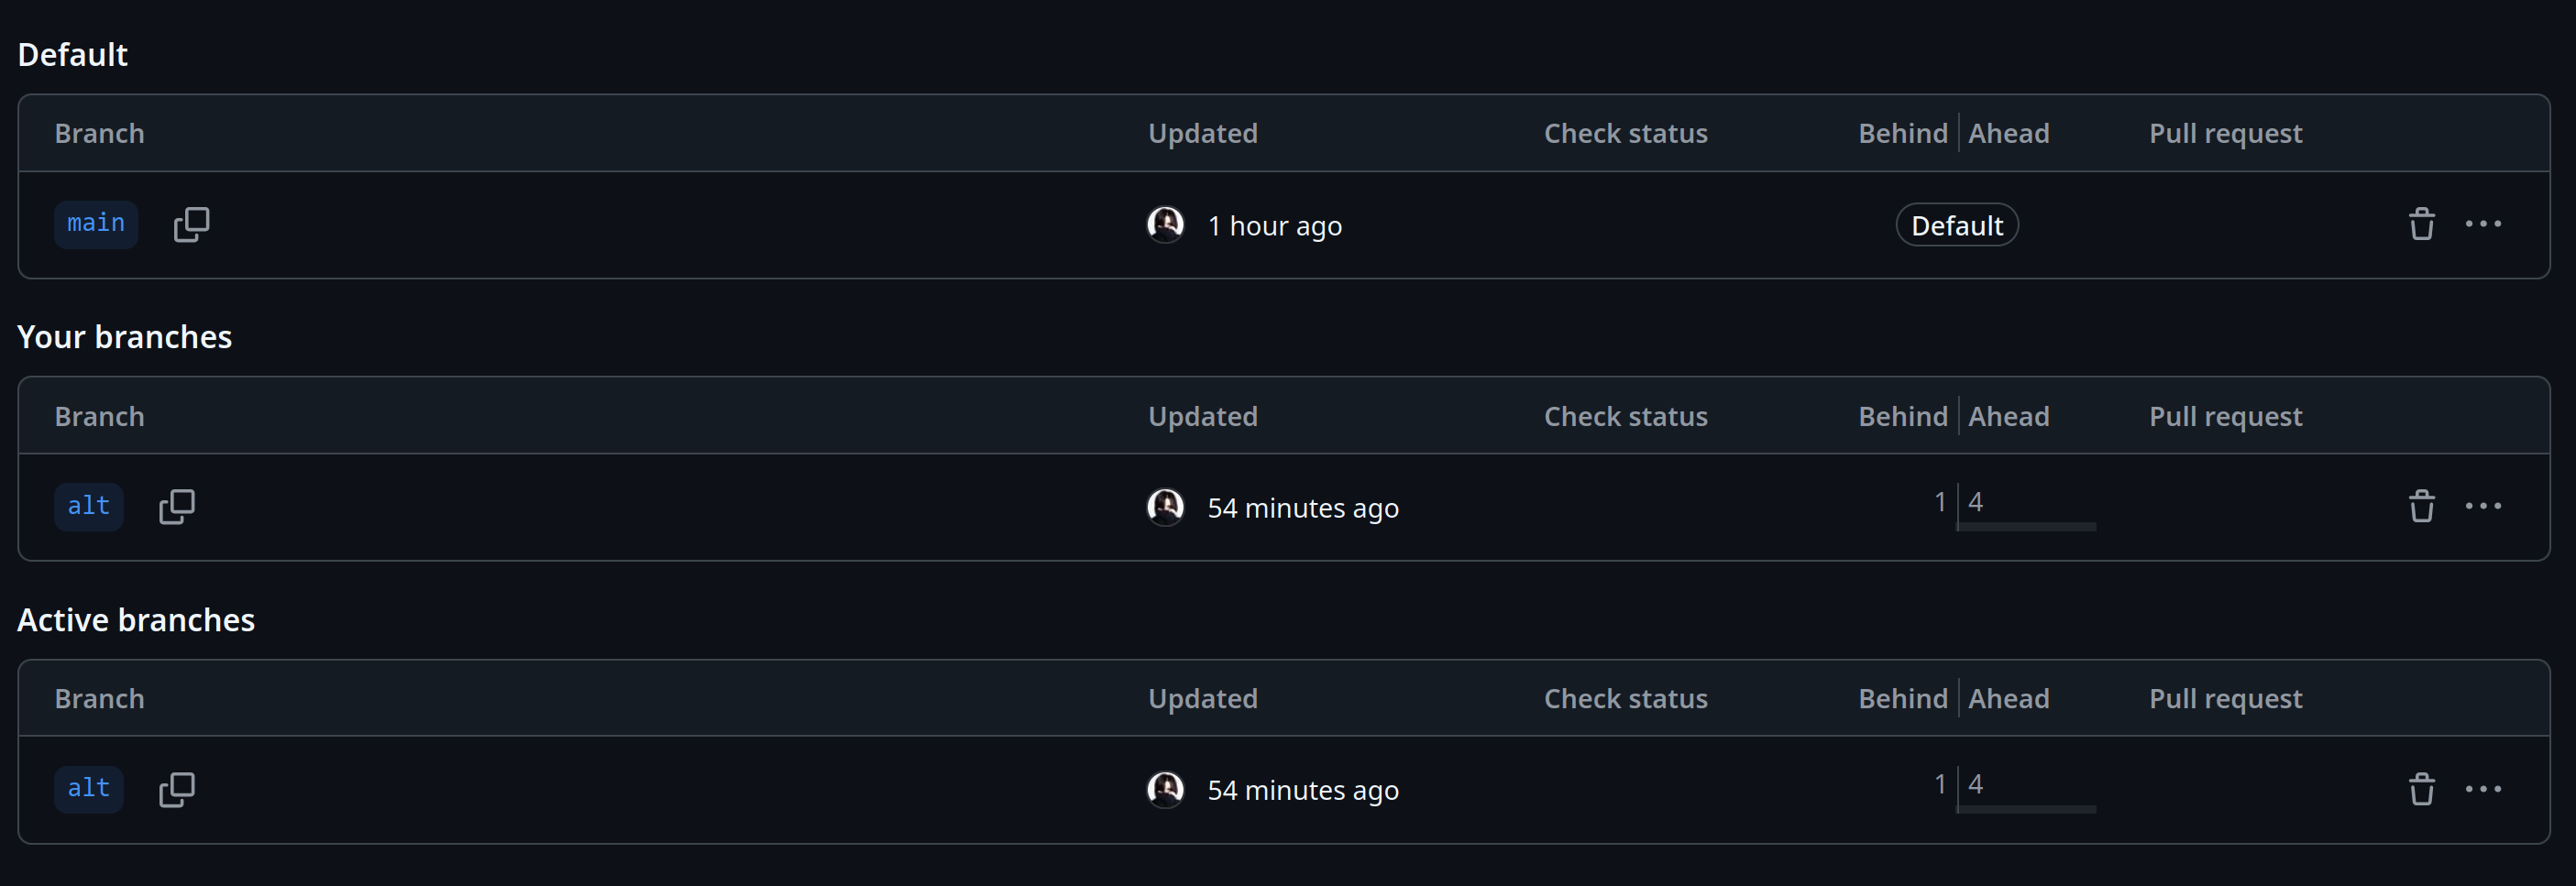 Default
Branch Updated Check status Behind Ahead Pull request
main 1 hour ago Default
Your branches
Branch Updated Check status Behind Ahead Pull request
alt 54 minutes ago 1 4
Active branches
Branch Updated Check status Behind Ahead Pull request
alt 54 minutes ago 1 4